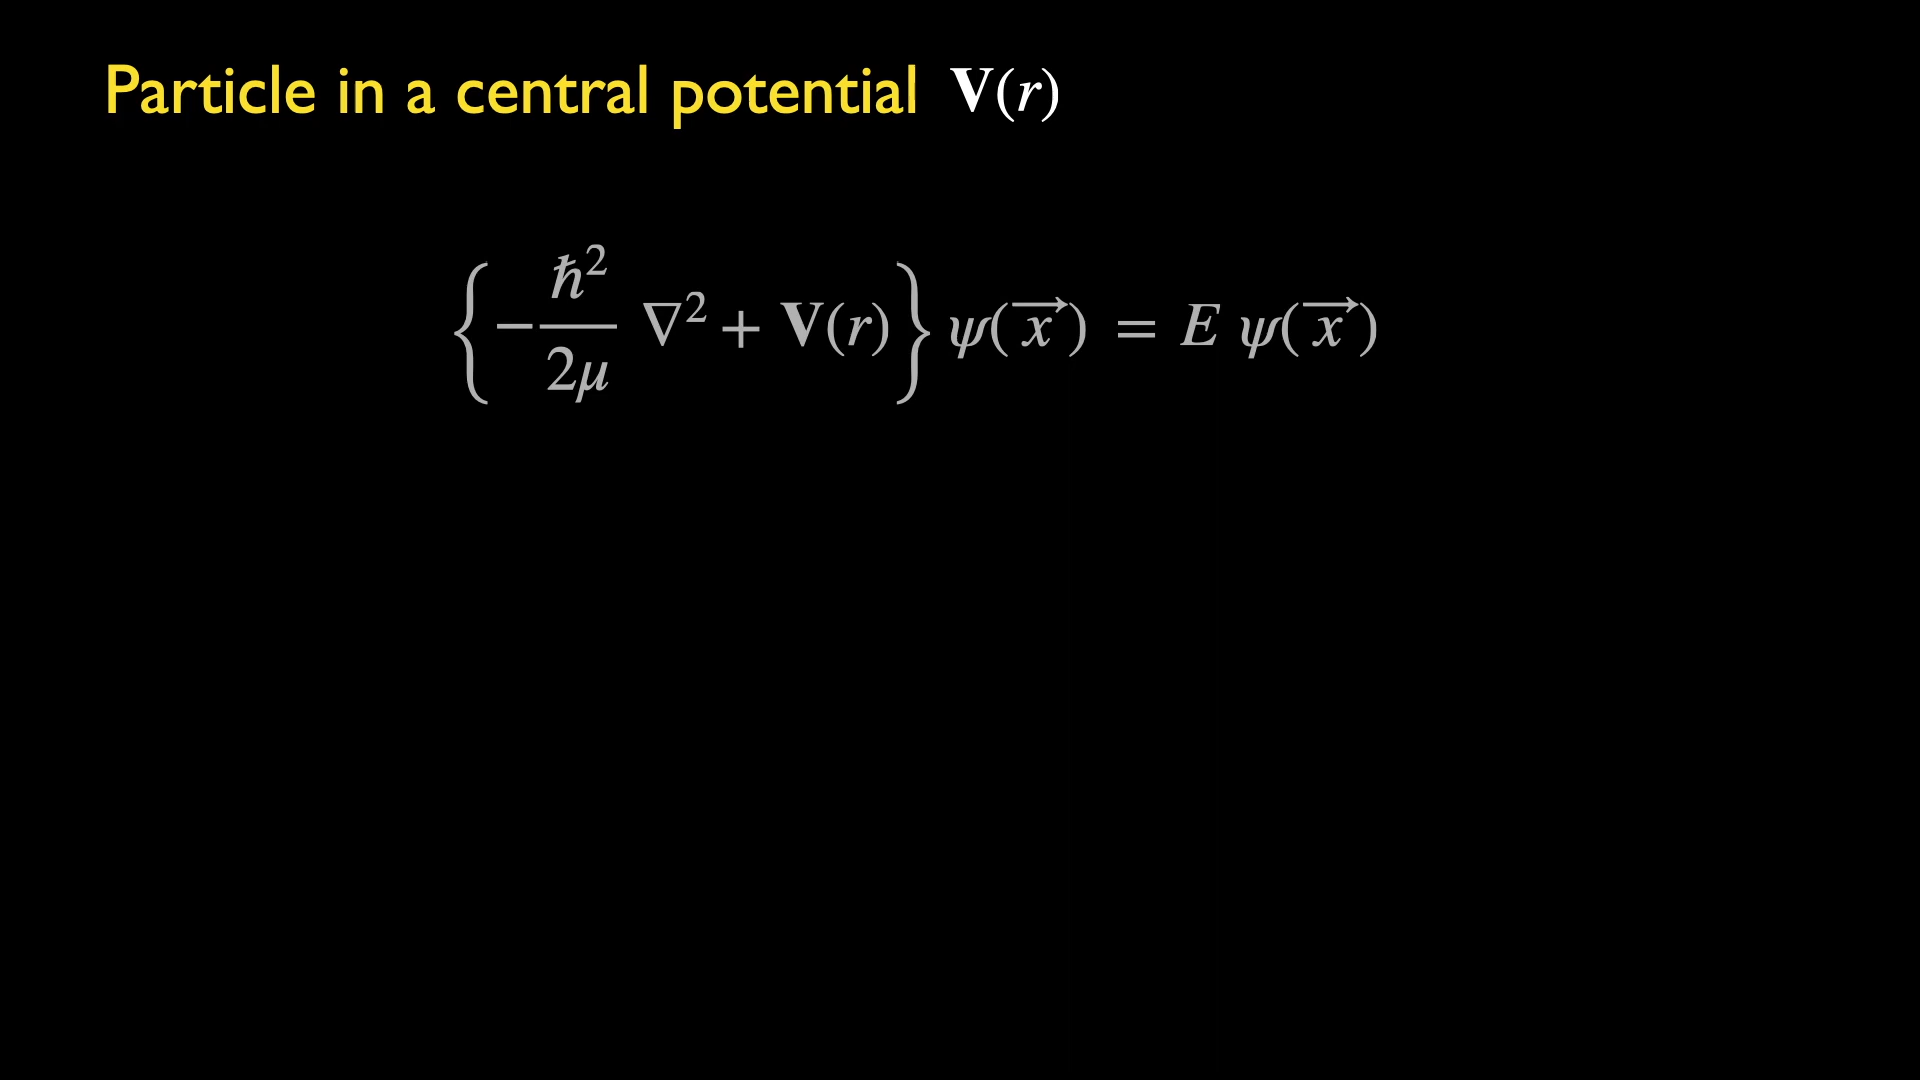 Particle in a central potential V(r)
{−ℏ²/2μ ∇² + V(r)} ψ(x⃗) = E ψ(x⃗)